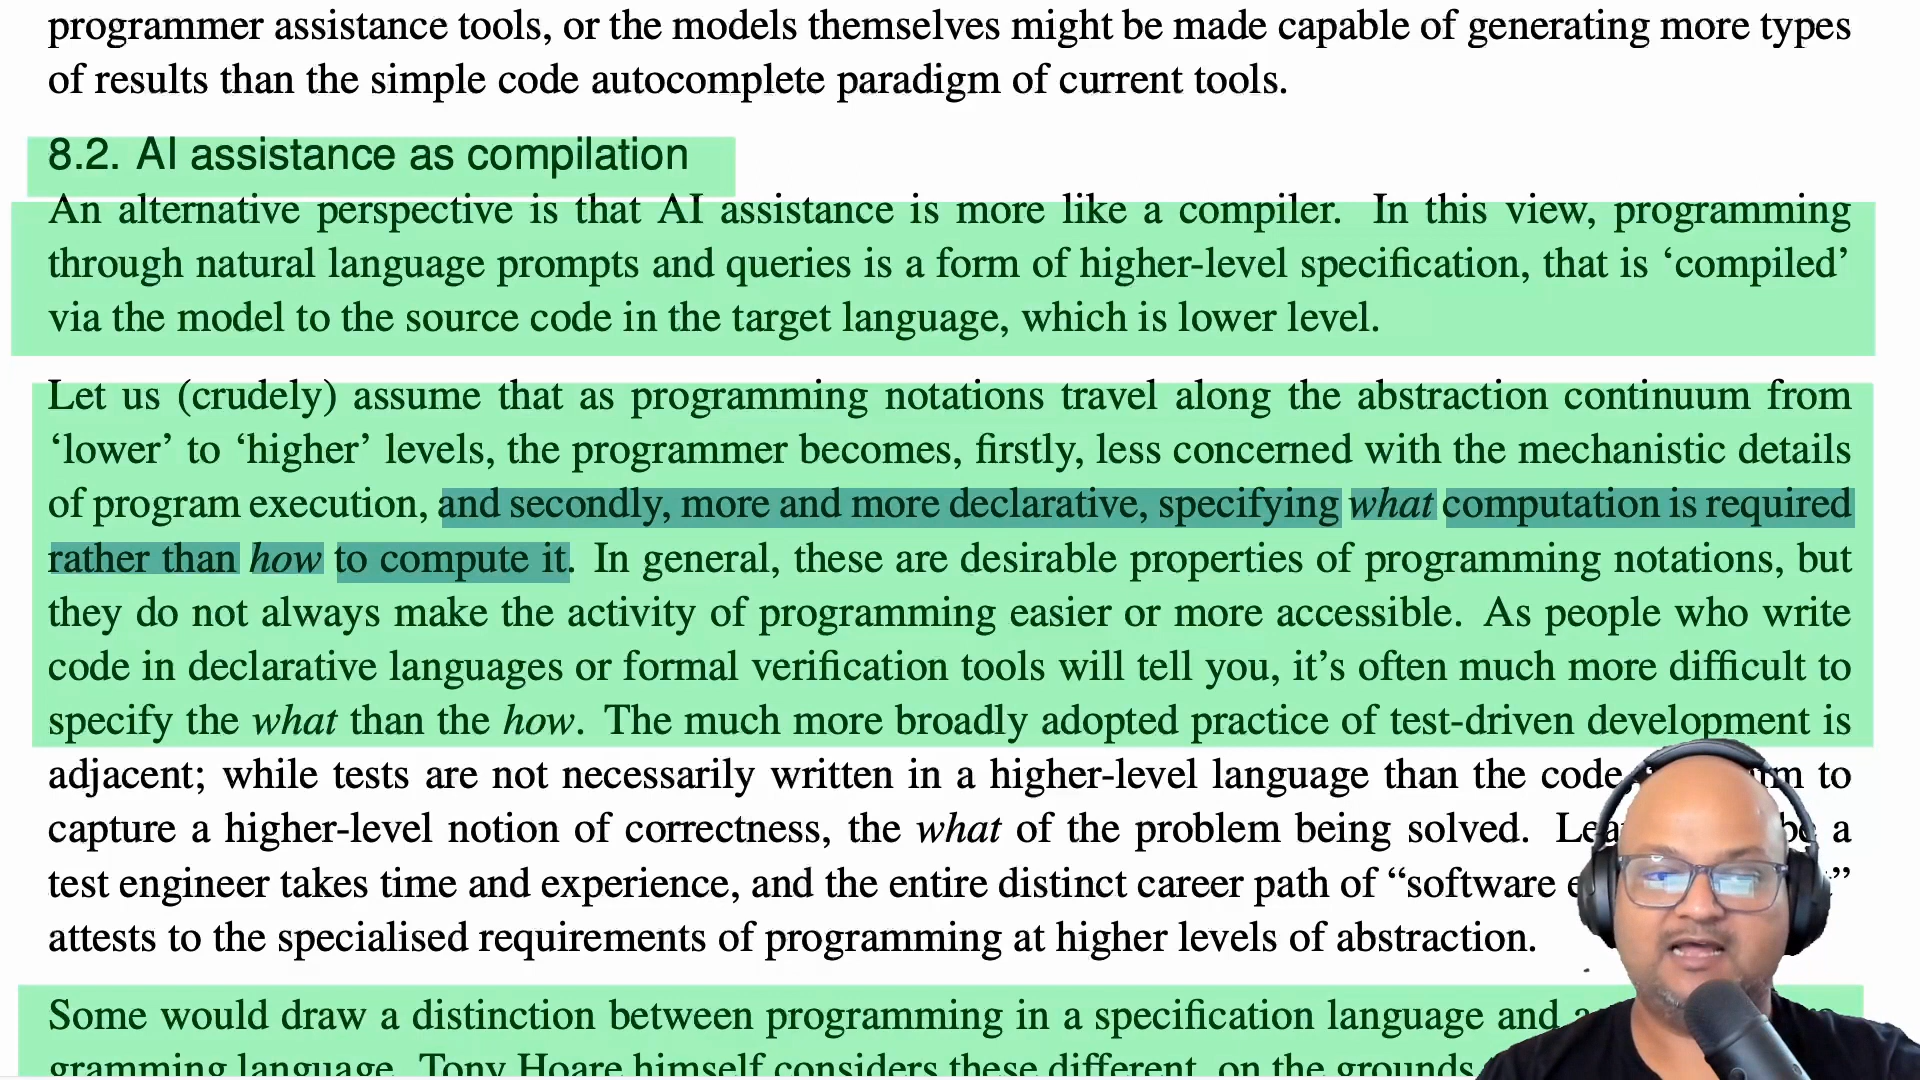 programmer assistance tools, or the models themselves might be made capable of generating more types
of results than the simple code autocomplete paradigm of current tools.
8.2. AI assistance as compilation
An alternative perspective is that AI assistance is more like a compiler. In this view, programming
through natural language prompts and queries is a form of higher-level specification, that is ‘compiled’
via the model to the source code in the target language, which is lower level.
Let us (crudely) assume that as programming notations travel along the abstraction continuum from
‘lower’ to ‘higher’ levels, the programmer becomes, firstly, less concerned with the mechanistic details
of program execution, and secondly, more and more declarative, specifying what computation is required
rather than how to compute it. In general, these are desirable properties of programming notations, but
they do not always make the activity of programming easier or more accessible. As people who write
code in declarative languages or formal verification tools will tell you, it’s often much more difficult to
specify the what than the how. The much more broadly adopted practice of test-driven development is
adjacent; while tests are not necessarily written in a higher-level language than the code, to
capture a higher-level notion of correctness, the what of the problem being solved. be a
test engineer takes time and experience, and the entire distinct career path of “software ”
attests to the specialised requirements of programming at higher levels of abstraction.
Some would draw a distinction between programming in a specification language and
gramming language. Tony Hoare himself considers these different, on the grounds